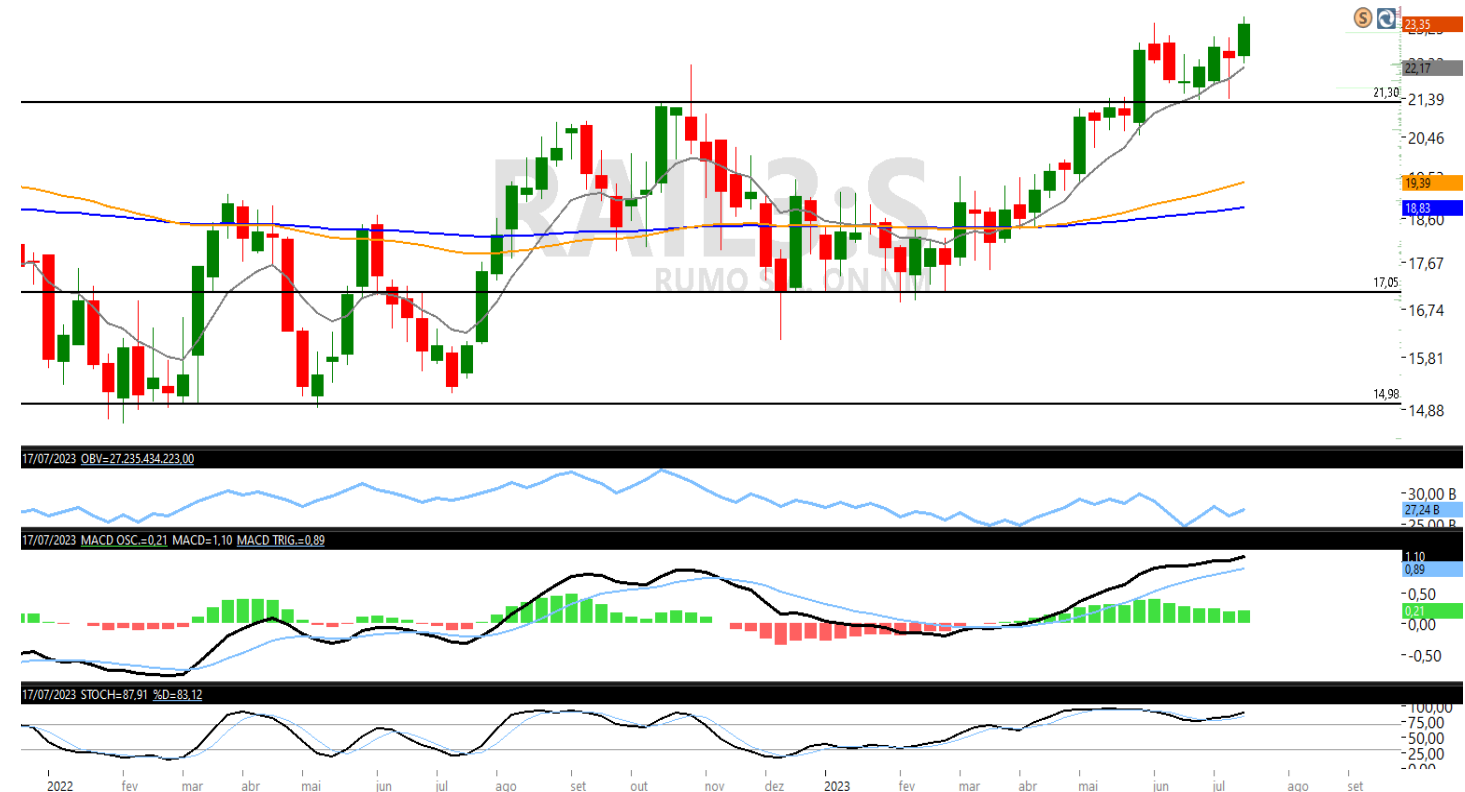 S
23,35
22,17
21,30
21,39
20,46
19,39
18,83
18,60
RAIL3:S
RUMO S.A. ON NM
17,67
17,05
16,74
15,81
14,98
14,88
17/07/2023 OBV=27.235.434.223,00
30,00 B
27,24 B
25,00 B
17/07/2023 MACD OSC.=0,21 MACD=1,10 MACD TRIG.=0,89
1,10
0,89
0,50
0,21
0,00
-0,50
17/07/2023 STOCH=87,91 %D=83,12
100,00
75,00
50,00
25,00
0,00
2022 fev mar abr mai jun jul ago set out nov dez 2023 fev mar abr mai jun jul ago set